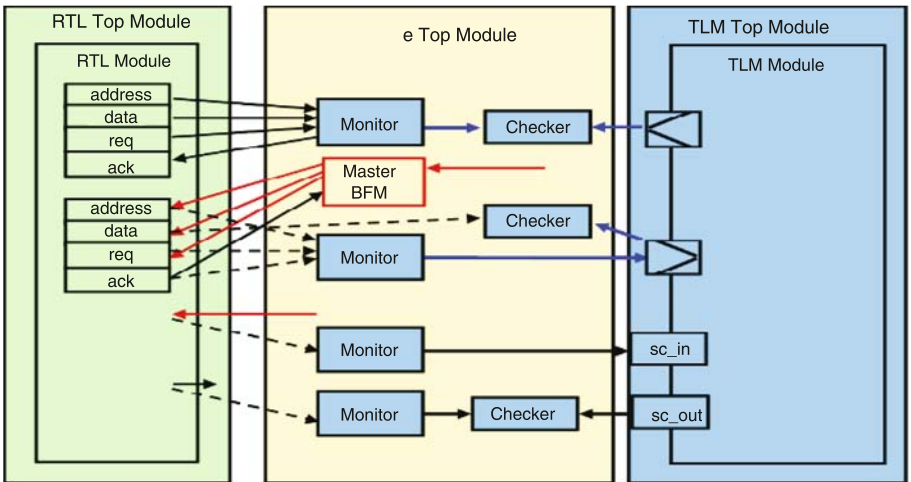 RTL Top Module
RTL Module
address
data
req
ack
address
data
req
ack
e Top Module
Monitor
Checker
Master
BFM
Checker
Monitor
Monitor
Monitor
Checker
TLM Top Module
TLM Module
sc_in
sc_out